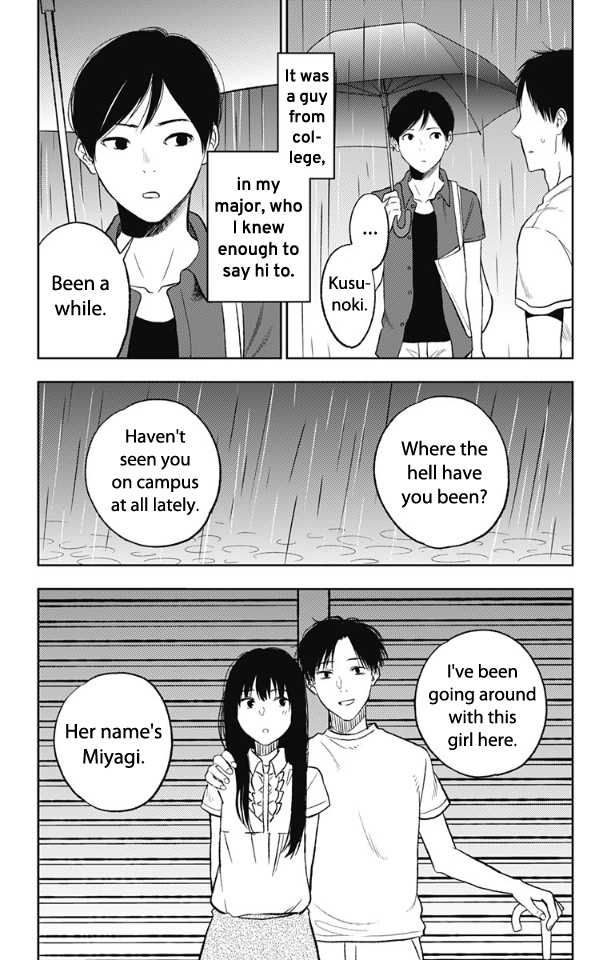 It was
a guy
from
col-
lege,
in my
major, who
I knew
enough to
say hi to.
...
Kusu-
noki.
Been a
while.
Where the
hell have
you been?
Haven't
seen you
on campus
at all lately.
I've been
going around
with this
girl here.
Her name's
Miyagi.